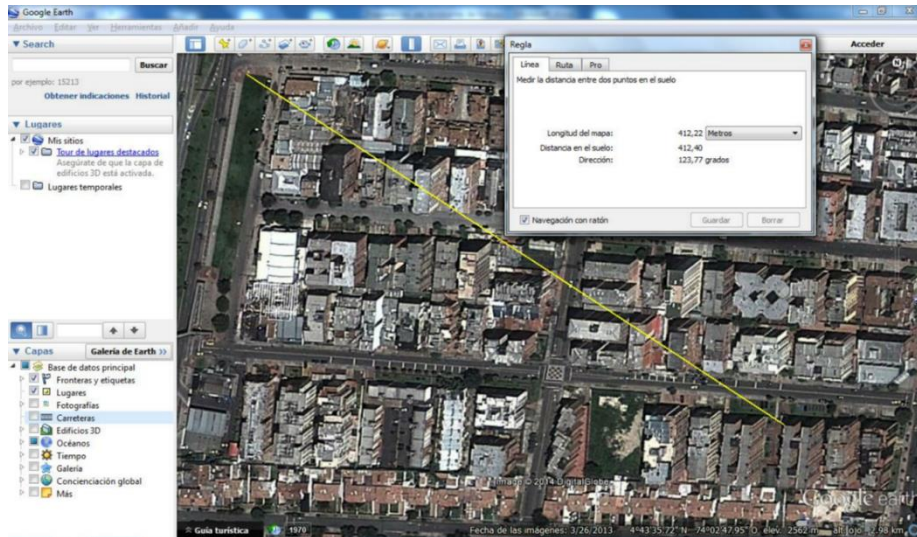 Google Earth
Archivo Editar Ver Herramientas Añadir Ayuda
Search
Buscar
por ejemplo: 15213
Obtener indicaciones Historial
Lugares
Mis sitios
Tour de lugares destacados
Asegúrate de que la capa de
edificios 3D está activada.
Lugares temporales
Capas
Galería de Earth >>
Base de datos principal
Fronteras y etiquetas
Lugares
Fotografías
Carreteras
Edificios 3D
Océanos
Tiempo
Galería
Concienciación global
Más
Acceder
Regla
Línea Ruta Pro
Medir la distancia entre dos puntos en el suelo
Longitud del mapa: 412,22 Metros
Distancia en el suelo: 412,40
Dirección: 123,77 grados
Navegación con ratón
Guardar Borrar
Image © 2014 DigitalGlobe
Google earth
Guía turística 1970
Fecha de las imágenes: 3/26/2013 4°43'35.72" N 74°02'47.95" O elev. 2562 m alt. ojo 2.98 km